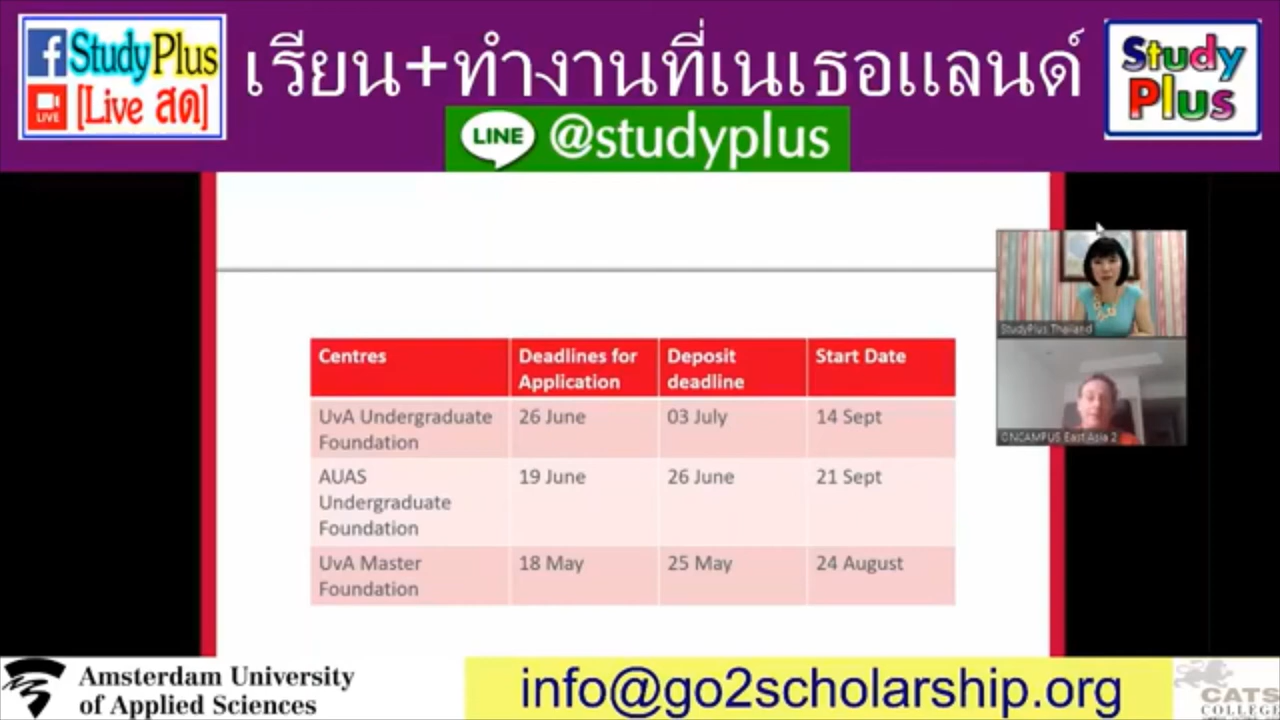 StudyPlus
LIVE [Live สด]
เรียน+ทำงานที่เนเธอแลนด์
LINE @studyplus
Study
Plus
StudyPlus Thailand
ONCAMPUS East Asia 2
Centres Deadlines for Application Deposit deadline Start Date
UvA Undergraduate Foundation 26 June 03 July 14 Sept
AUAS Undergraduate Foundation 19 June 26 June 21 Sept
UvA Master Foundation 18 May 25 May 24 August
Amsterdam University
of Applied Sciences
info@go2scholarship.org
CATS
COLLEGE